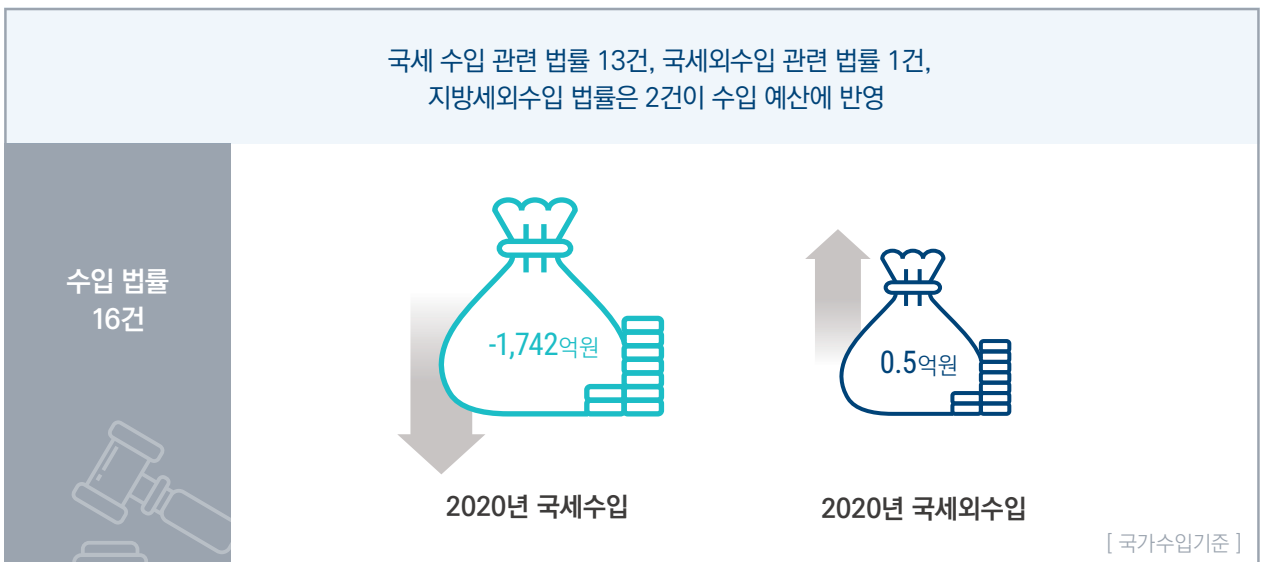 국세 수입 관련 법률 13건, 국세외수입 관련 법률 1건,
지방세외수입 법률은 2건이 수입 예산에 반영
수입 법률
16건
-1,742억원
0.5억원
2020년 국세수입
2020년 국세외수입
[ 국가수입기준 ]